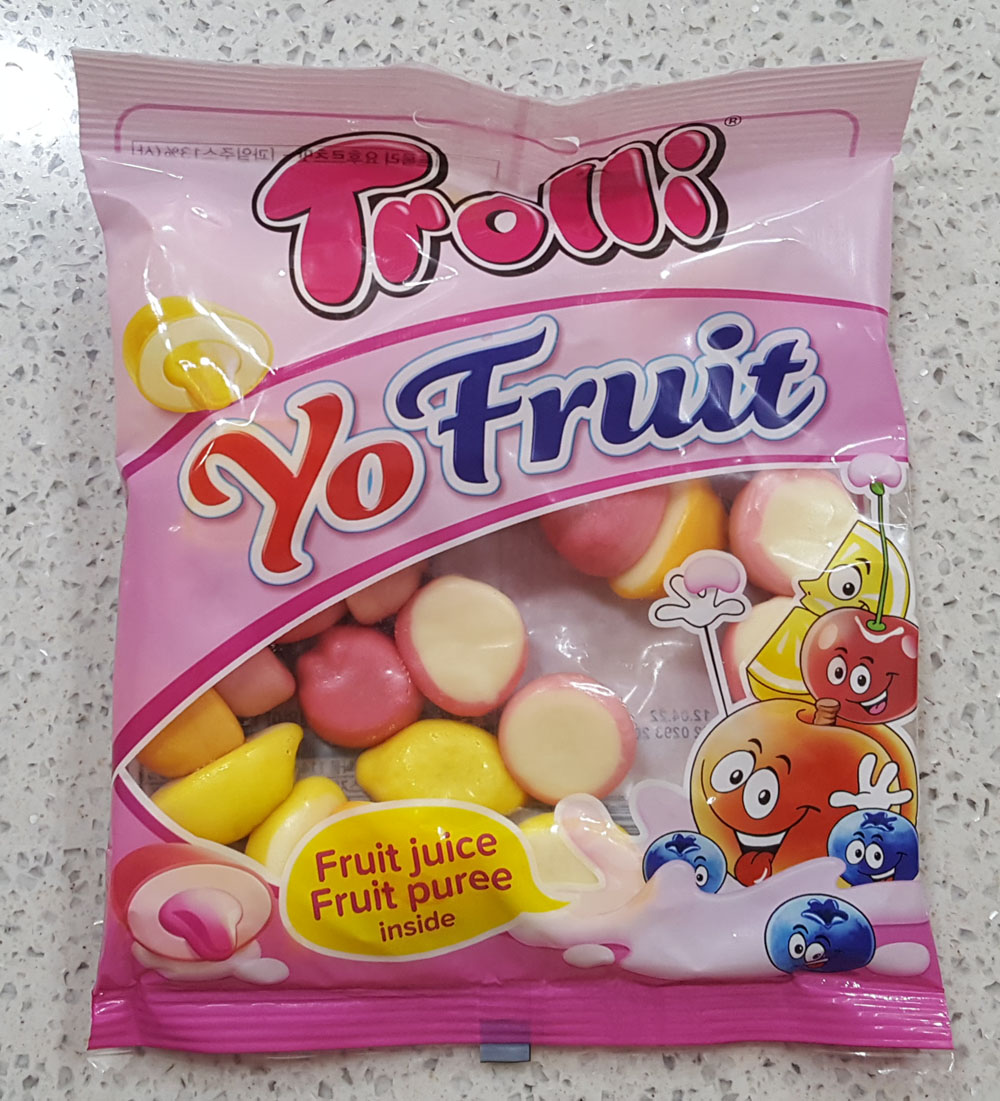 Trolli®
Yo Fruit
Fruit juice
Fruit puree
inside